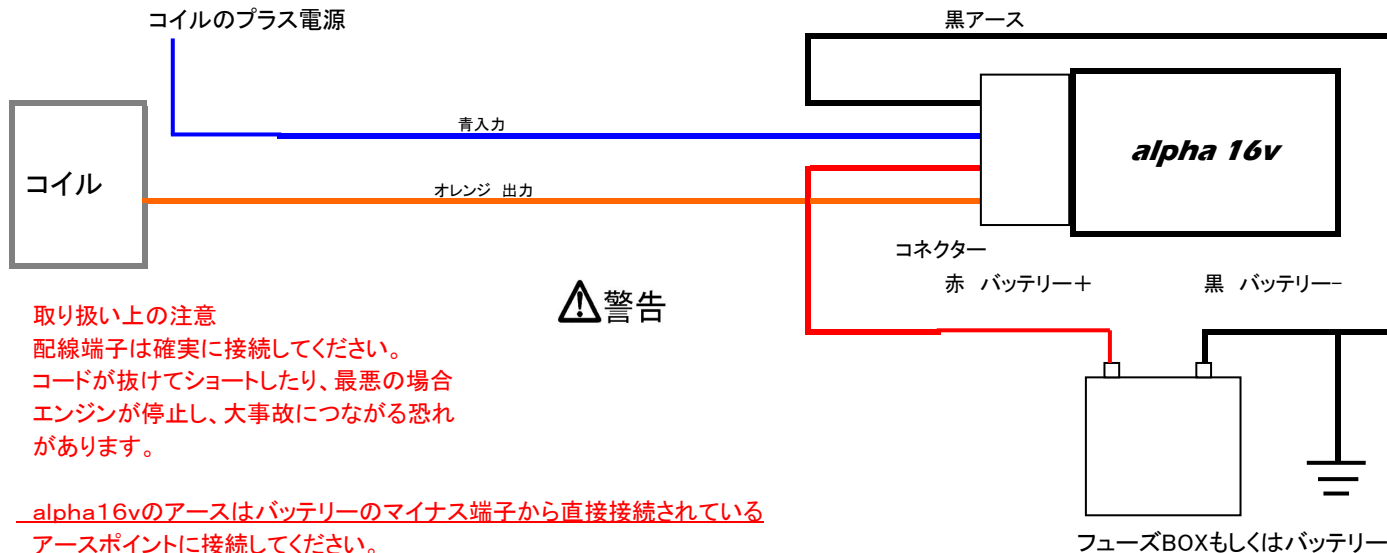 コイルのプラス電源
黒アース
青入力
alpha 16v
コイル
オレンジ 出力
コネクター
赤 バッテリー＋
黒 バッテリー−
警告
取り扱い上の注意
配線端子は確実に接続してください。
コードが抜けてショートしたり、最悪の場合
エンジンが停止し、大事故につながる恐れ
があります。
alpha16vのアースはバッテリーのマイナス端子から直接接続されている
アースポイントに接続してください。
フューズBOXもしくはバッテリー